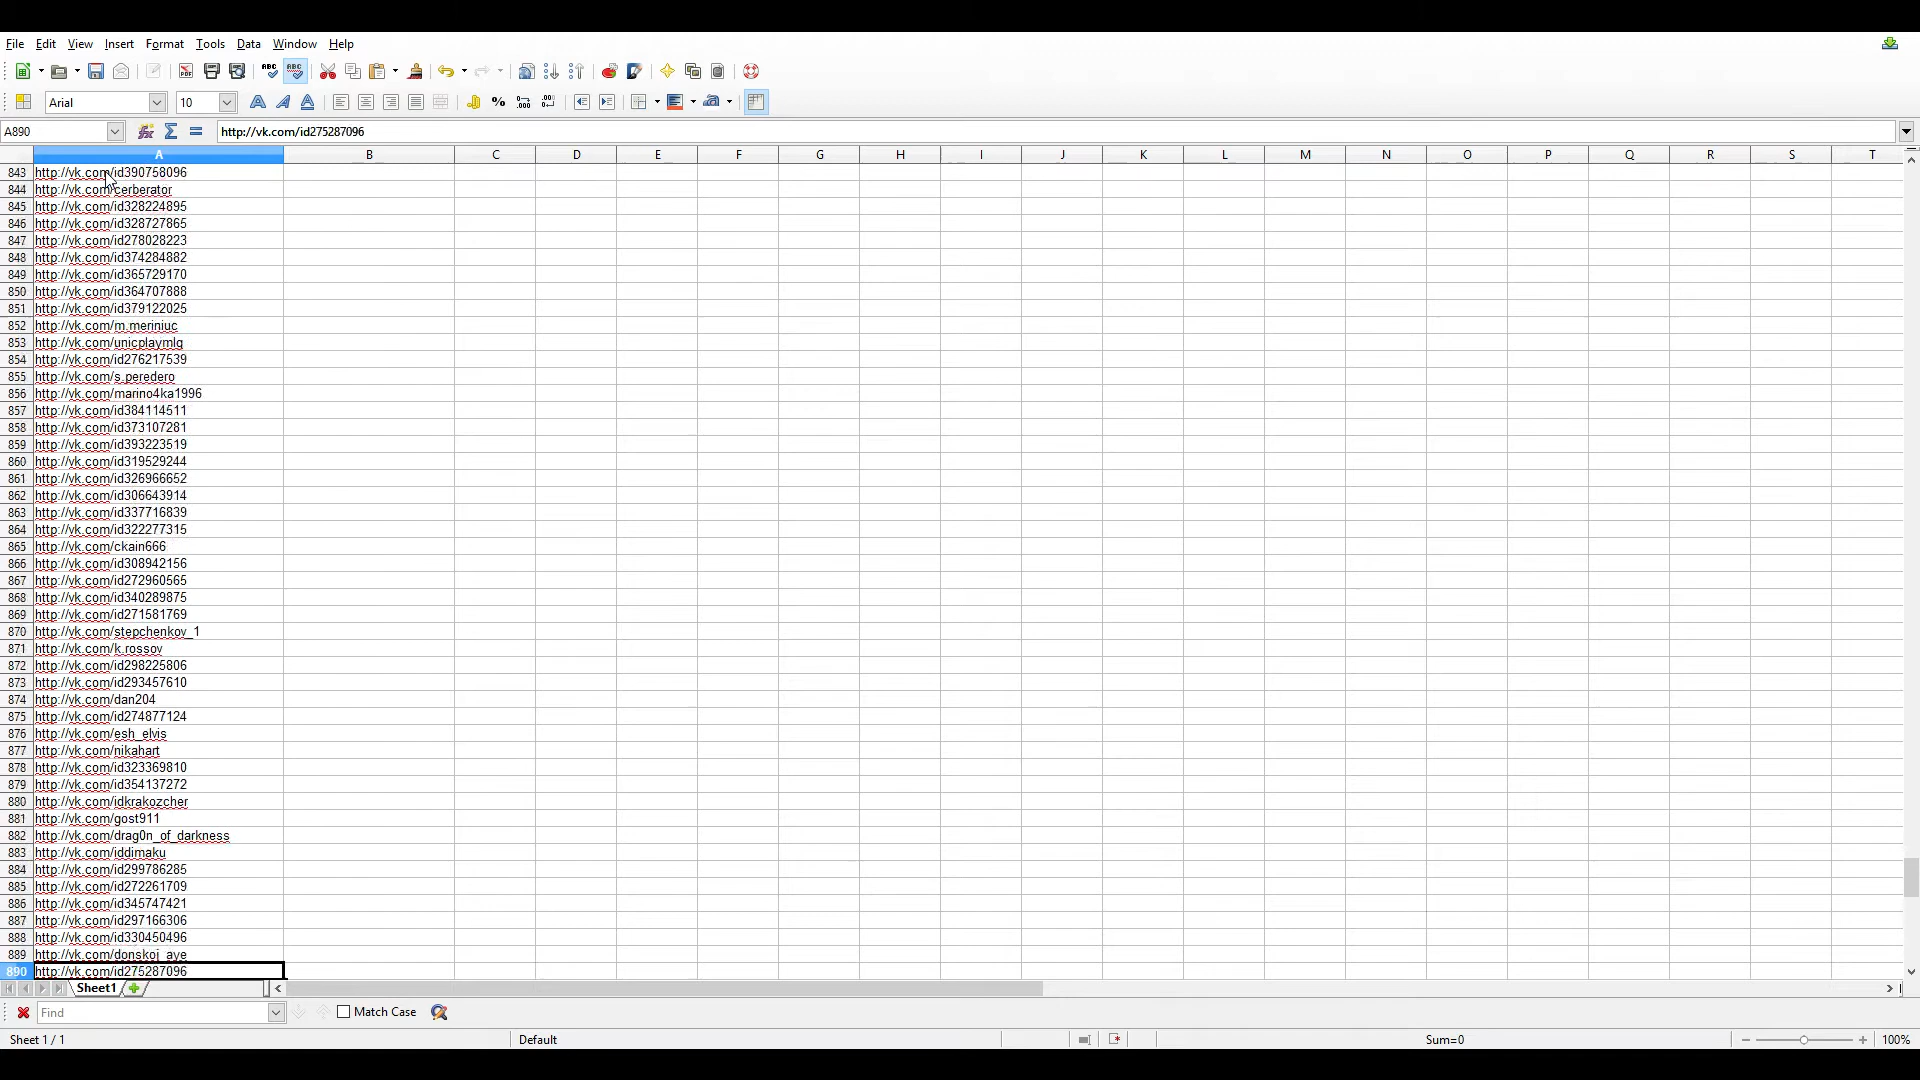 File Edit View Insert Format Tools Data Window Help
Arial 10
A890 http://vk.com/id275287096
A B C D E F G H I J K L M N O P Q R S T
843 http://vk.com/id390758096
844 http://vk.com/cerberator
845 http://vk.com/id328224895
846 http://vk.com/id328727865
847 http://vk.com/id278028223
848 http://vk.com/id374284882
849 http://vk.com/id365729170
850 http://vk.com/id364707888
851 http://vk.com/id379122025
852 http://vk.com/m.meriniuc
853 http://vk.com/unicplaymlg
854 http://vk.com/id276217539
855 http://vk.com/s.peredero
856 http://vk.com/marino4ka1996
857 http://vk.com/id384114511
858 http://vk.com/id373107281
859 http://vk.com/id393223519
860 http://vk.com/id319529244
861 http://vk.com/id326966652
862 http://vk.com/id306643914
863 http://vk.com/id337716839
864 http://vk.com/id322277315
865 http://vk.com/ckain666
866 http://vk.com/id308942156
867 http://vk.com/id272960565
868 http://vk.com/id340289875
869 http://vk.com/id271581769
870 http://vk.com/stepchenkov_1
871 http://vk.com/k.rossov
872 http://vk.com/id298225806
873 http://vk.com/id293457610
874 http://vk.com/dan204
875 http://vk.com/id274877124
876 http://vk.com/esh_elvis
877 http://vk.com/nikahart
878 http://vk.com/id323369810
879 http://vk.com/id354137272
880 http://vk.com/idkrakozcher
881 http://vk.com/gost911
882 http://vk.com/drag0n_of_darkness
883 http://vk.com/iddimaku
884 http://vk.com/id299786285
885 http://vk.com/id272261709
886 http://vk.com/id345747421
887 http://vk.com/id297166306
888 http://vk.com/id330450496
889 http://vk.com/donskoj_aye
890 http://vk.com/id275287096
Sheet1
Find Match Case
Sheet 1 / 1 Default Sum=0 100%